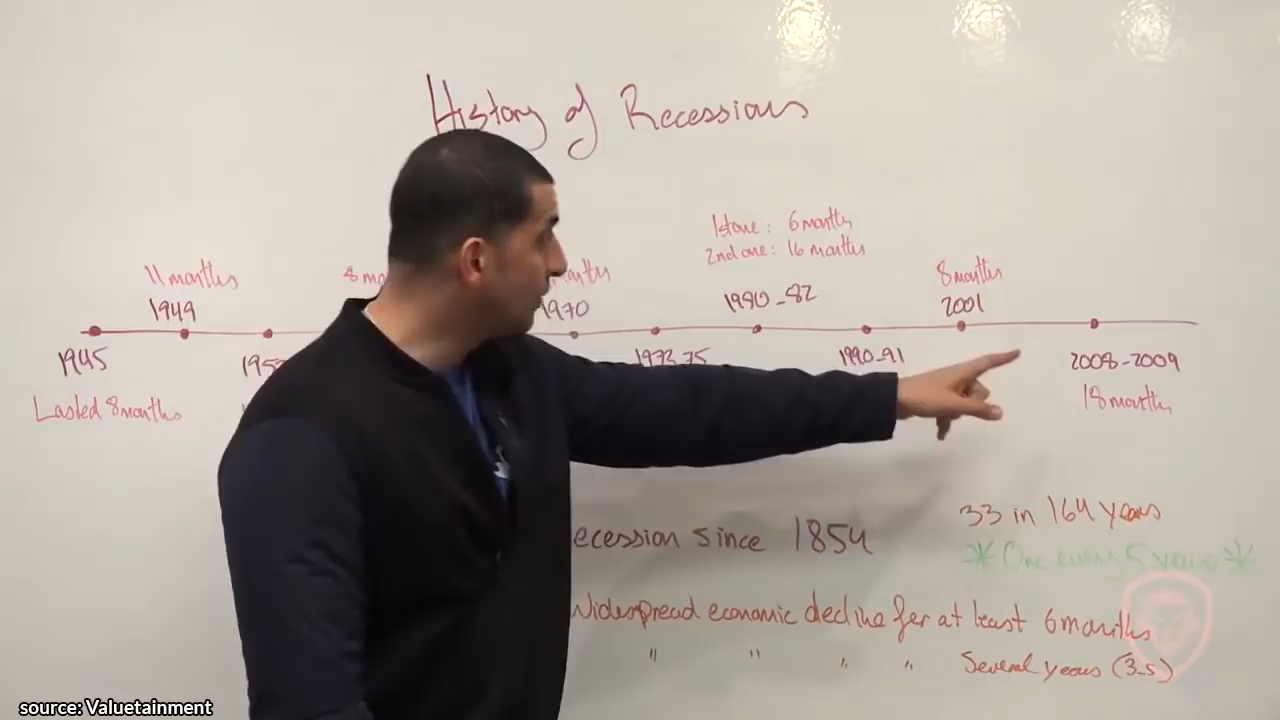 History of Recessions
1st one: 6 months
2nd one: 16 months
11 months
8 months
1949
1970
1980-82
2001
1945
1973-75
1990-91
2008-2009
Lasted 8 months
18 months
33 in 164 years
ecession since 1854
*One every 5 years*
Widespread economic decline for at least 6 months
" " " " Several years (3-5)
source: Valuetainment